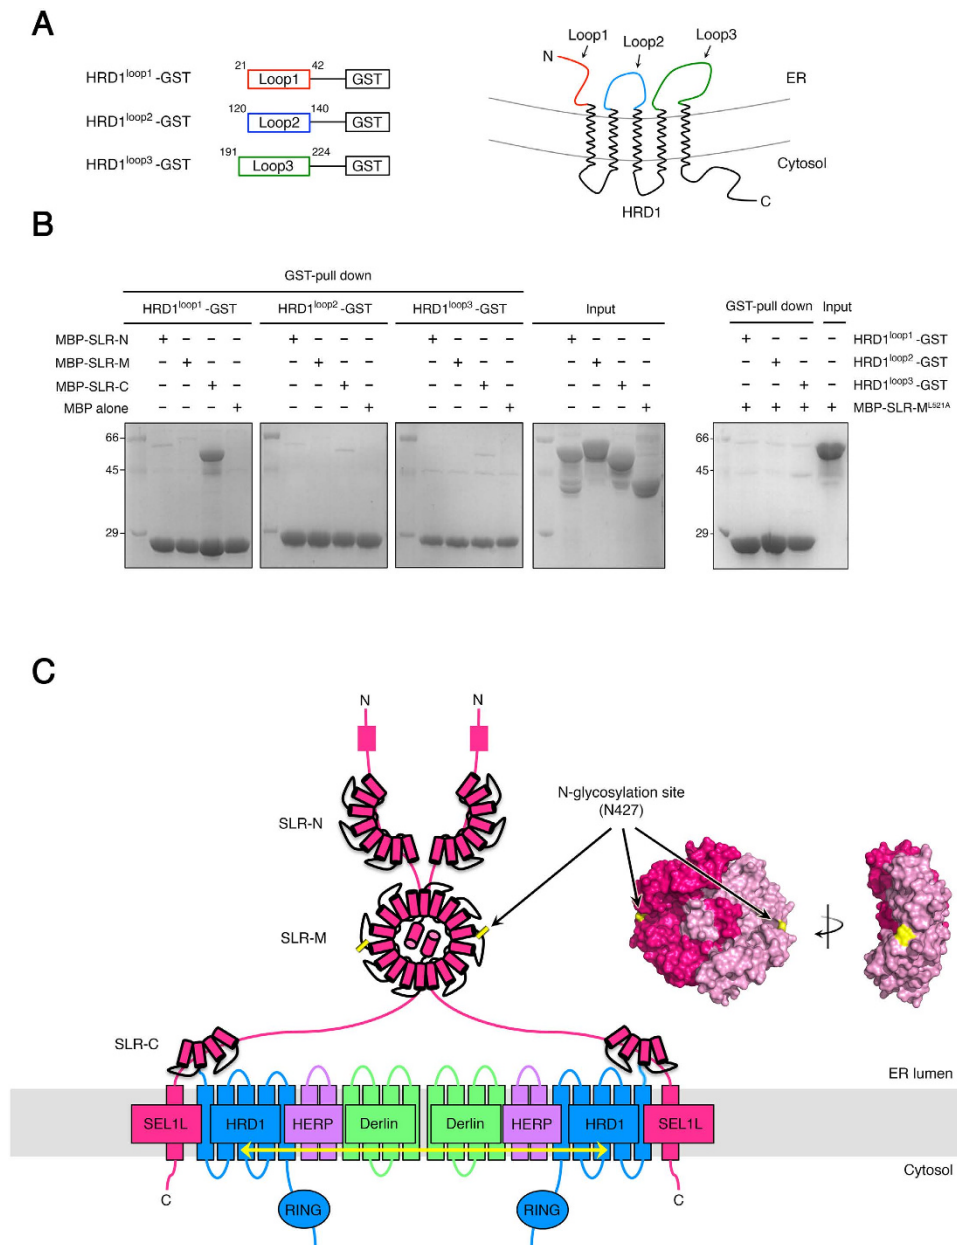 A
HRD1loop1-GST 21 Loop1 42 GST
HRD1loop2-GST 120 Loop2 140 GST
HRD1loop3-GST 191 Loop3 224 GST
N Loop1 Loop2 Loop3
ER
Cytosol
HRD1
C
B
GST-pull down
HRD1loop1-GST HRD1loop2-GST HRD1loop3-GST Input
MBP-SLR-N + – – – + – – – + – – – + – – –
MBP-SLR-M – + – – – + – – – + – – – + – –
MBP-SLR-C – – + – – – + – – – + – – – + –
MBP alone – – – + – – – + – – – + – – – +
66
45
29
GST-pull down Input
+ – – – HRD1loop1-GST
– + – – HRD1loop2-GST
– – + – HRD1loop3-GST
+ + + + MBP-SLR-ML521A
66
45
29
C
N N
SLR-N
N-glycosylation site
(N427)
SLR-M
SLR-C
ER lumen
SEL1L HRD1 HERP Derlin Derlin HERP HRD1 SEL1L
Cytosol
C C
RING RING